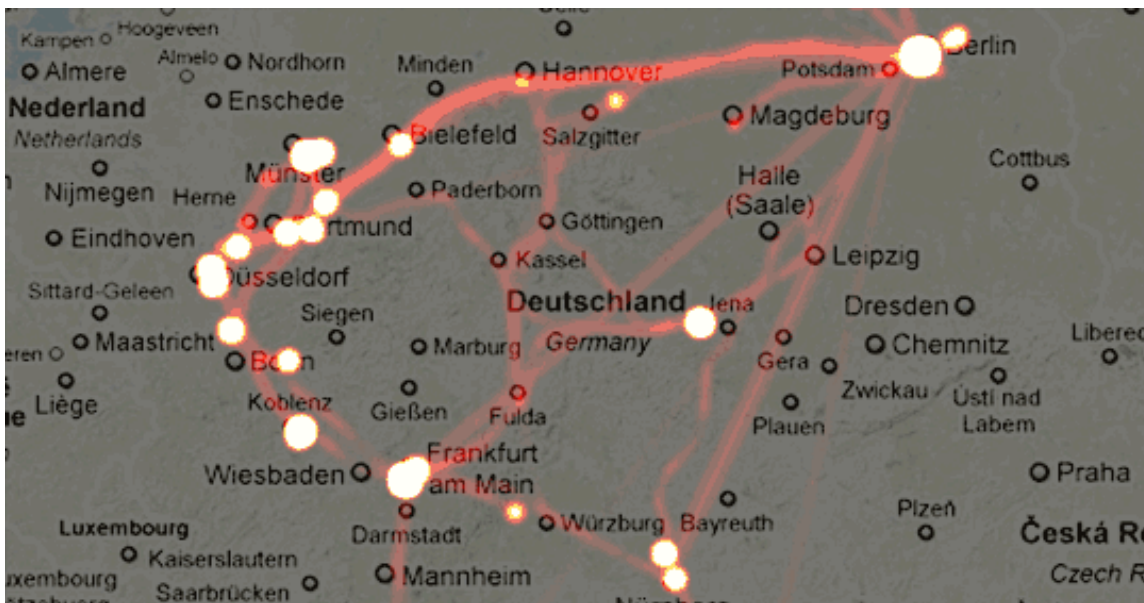 Hoogeveen
Kampen
Almelo
Nordhorn
Minden
Hannover
Berlin
Potsdam
Almere
Enschede
Nederland
Netherlands
Bielefeld
Salzgitter
Magdeburg
Cottbus
Münster
Nijmegen
Herne
Paderborn
Halle
(Saale)
Göttingen
Eindhoven
Düsseldorf
Kassel
Leipzig
Sittard-Geleen
Siegen
Deutschland
Jena
Dresden
Maastricht
Marburg
Germany
Gera
Chemnitz
Liège
Koblenz
Gießen
Fulda
Zwickau
Plauen
Ústí nad
Labem
Wiesbaden
Frankfurt
am Main
Praha
Luxembourg
Darmstadt
Würzburg
Bayreuth
Plzeň
Kaiserslautern
Mannheim
Česká
Czech
Saarbrücken